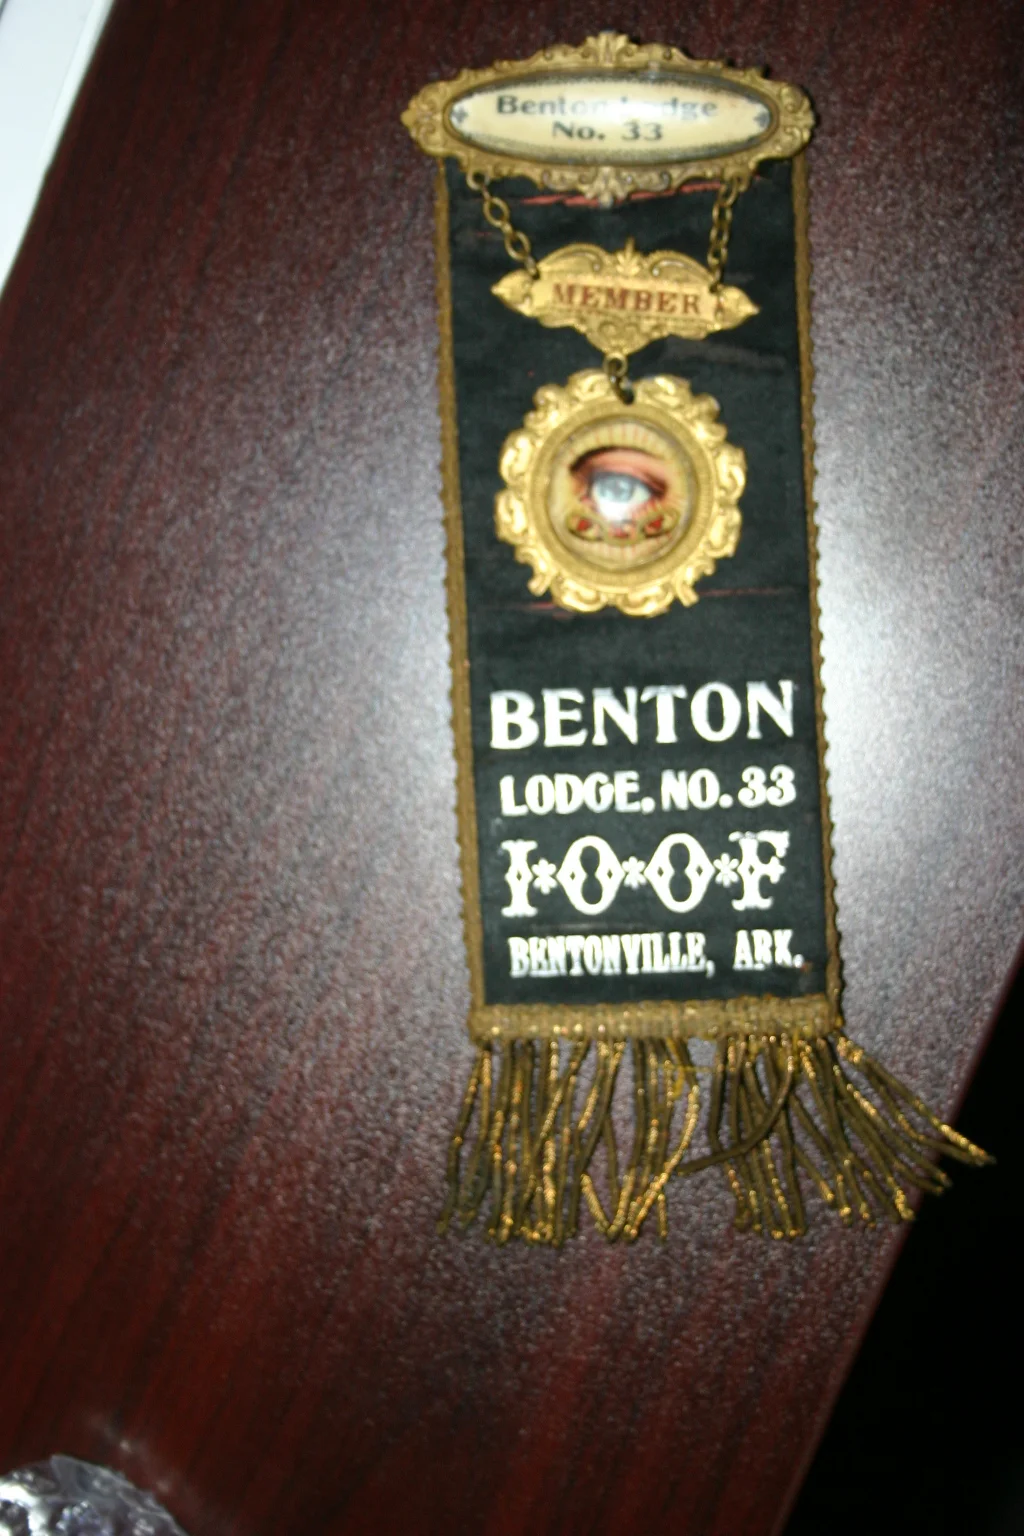 Benton Lodge
No. 33
MEMBER
BENTON
LODGE, NO. 33
I*O*O*F
BENTONVILLE, ARK.